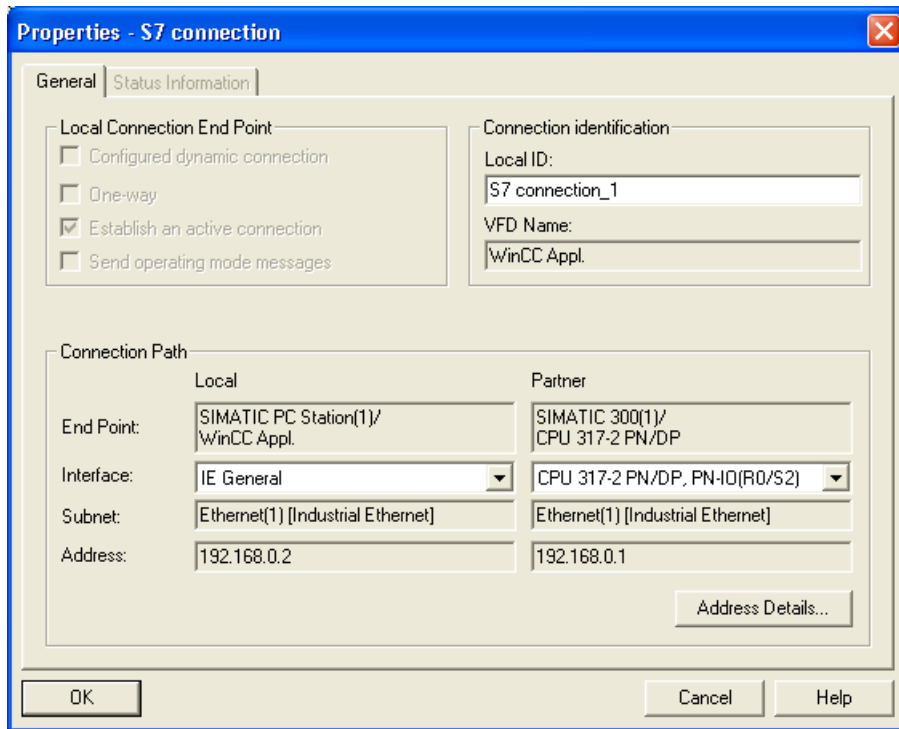 Properties - S7 connection
General
Status Information
Local Connection End Point
Configured dynamic connection
One-way
Establish an active connection
Send operating mode messages
Connection identification
Local ID:
S7 connection_1
VFD Name:
WinCC Appl.
Connection Path
Local
Partner
End Point:
SIMATIC PC Station(1)/
WinCC Appl.
SIMATIC 300(1)/
CPU 317-2 PN/DP
Interface:
IE General
CPU 317-2 PN/DP, PN-IO(R0/S2)
Subnet:
Ethernet(1) [Industrial Ethernet]
Ethernet(1) [Industrial Ethernet]
Address:
192.168.0.2
192.168.0.1
Address Details...
OK
Cancel
Help